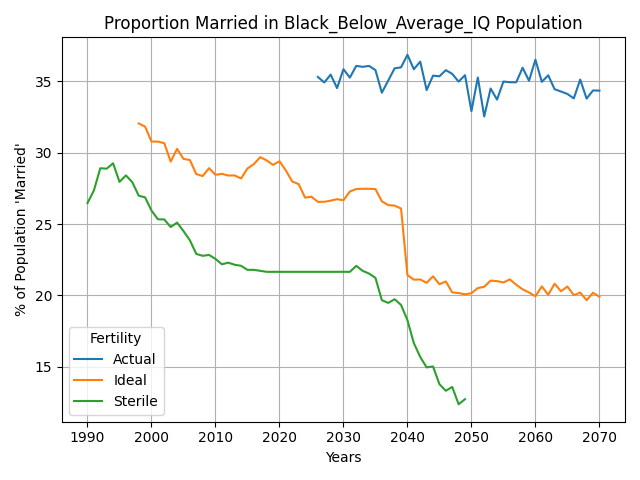 Proportion Married in Black_Below_Average_IQ Population
% of Population 'Married'
35
30
25
20
15
Fertility
Actual
Ideal
Sterile
1990 2000 2010 2020 2030 2040 2050 2060 2070
Years